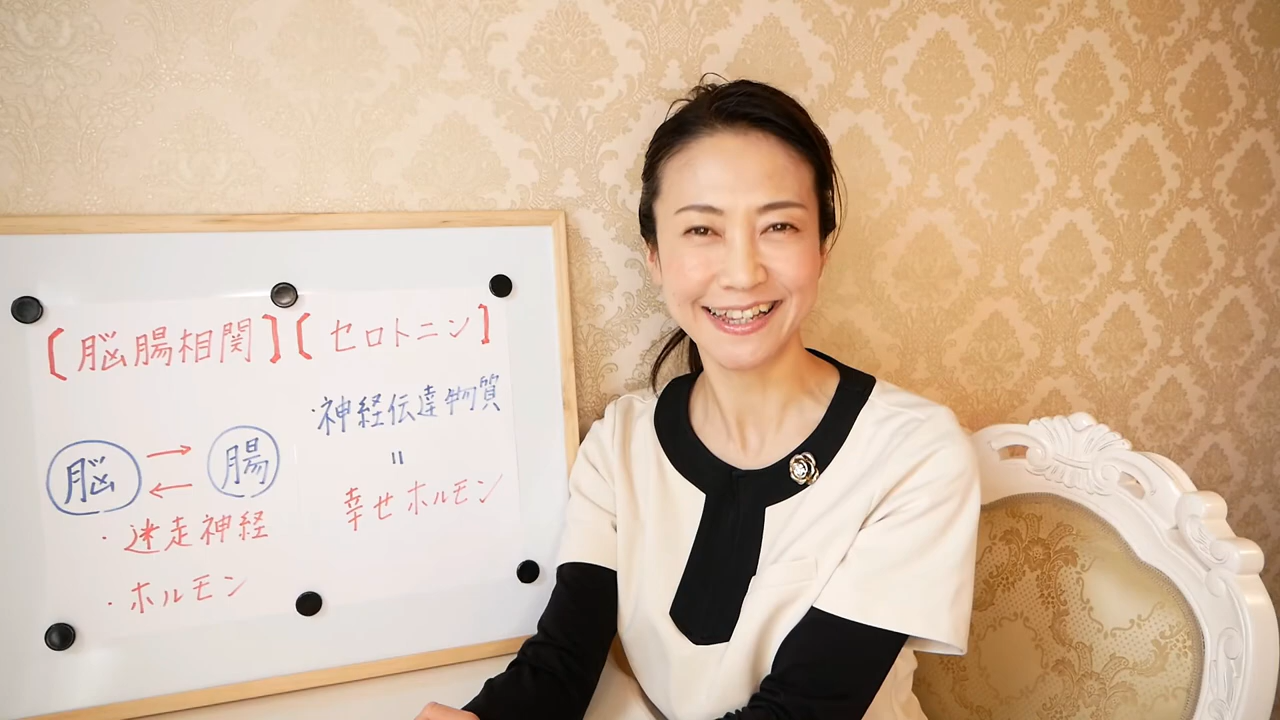 【脳腸相関】【セロトニン】
脳 → ← 腸
・迷走神経
・ホルモン
・神経伝達物質
=
幸せホルモン